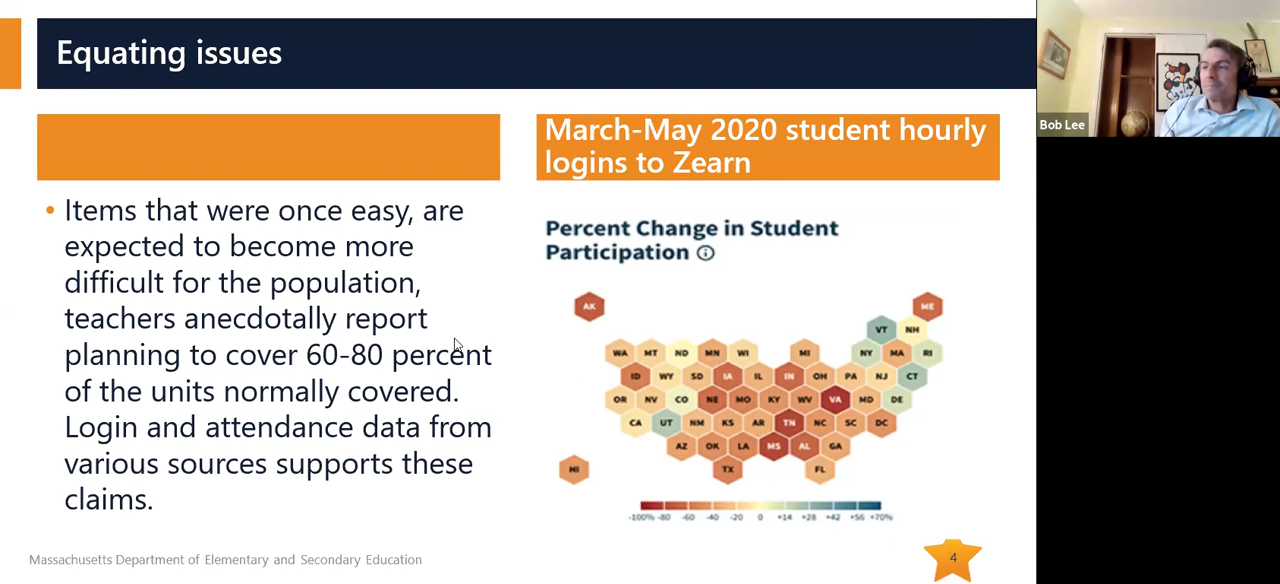 Equating issues
March-May 2020 student hourly
logins to Zearn
Bob Lee
• Items that were once easy, are
expected to become more
difficult for the population,
teachers anecdotally report
planning to cover 60-80 percent
of the units normally covered.
Login and attendance data from
various sources supports these
claims.
Percent Change in Student
Participation
AK ME
VT NH
WA MT ND MN WI MI NY MA RI
ID WY SD IA IL IN OH PA NJ CT
OR NV CO NE MO KY WV VA MD DE
CA UT NM KS AR TN NC SC DC
AZ OK LA MS AL GA
HI TX FL
-100% -80 -60 -40 -20 0 +14 +28 +42 +56 +70%
Massachusetts Department of Elementary and Secondary Education
4